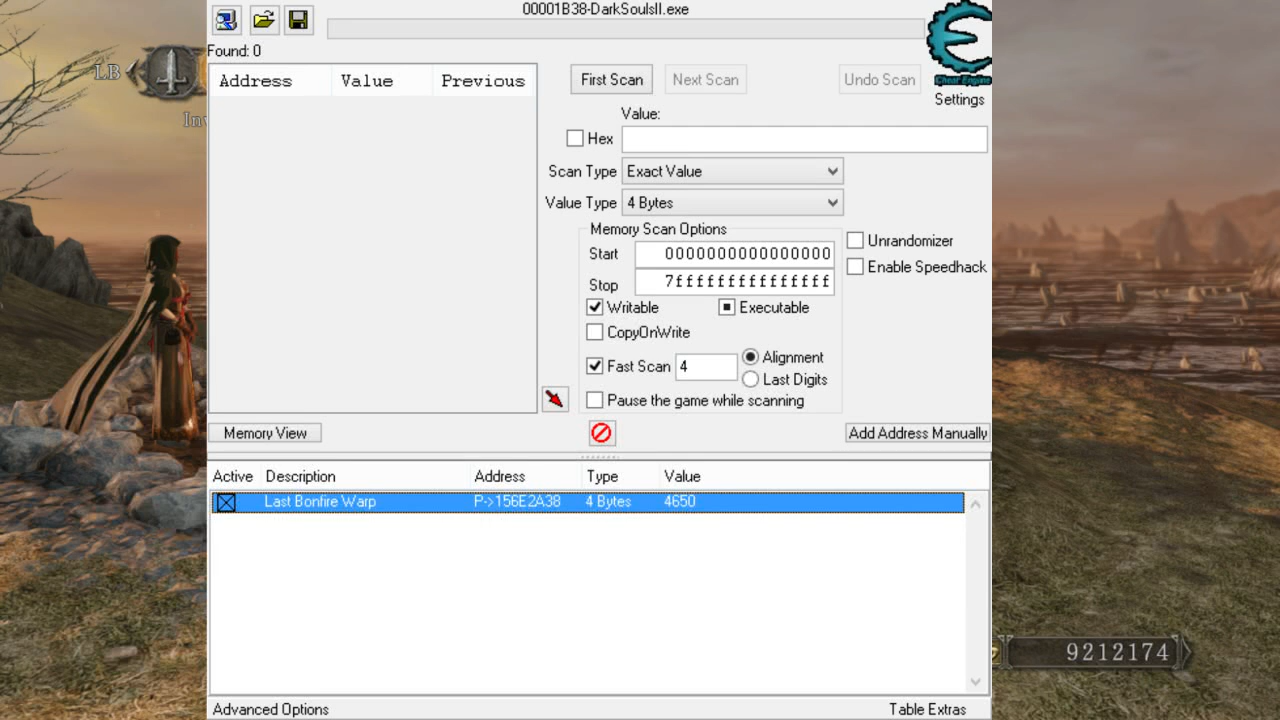 00001B38-DarkSoulsII.exe
Found: 0
LB
Address Value Previous
First Scan Next Scan Undo Scan
Cheat Engine
Settings
Inv
Value:
Hex
Scan Type Exact Value
Value Type 4 Bytes
Memory Scan Options
Start 0000000000000000
Stop 7fffffffffffffff
Unrandomizer
Enable Speedhack
Writable Executable
CopyOnWrite
Fast Scan 4 Alignment
Last Digits
Pause the game while scanning
Memory View Add Address Manually
Active Description Address Type Value
Last Bonfire Warp P->156E2A38 4 Bytes 4650
9212174
Advanced Options Table Extras